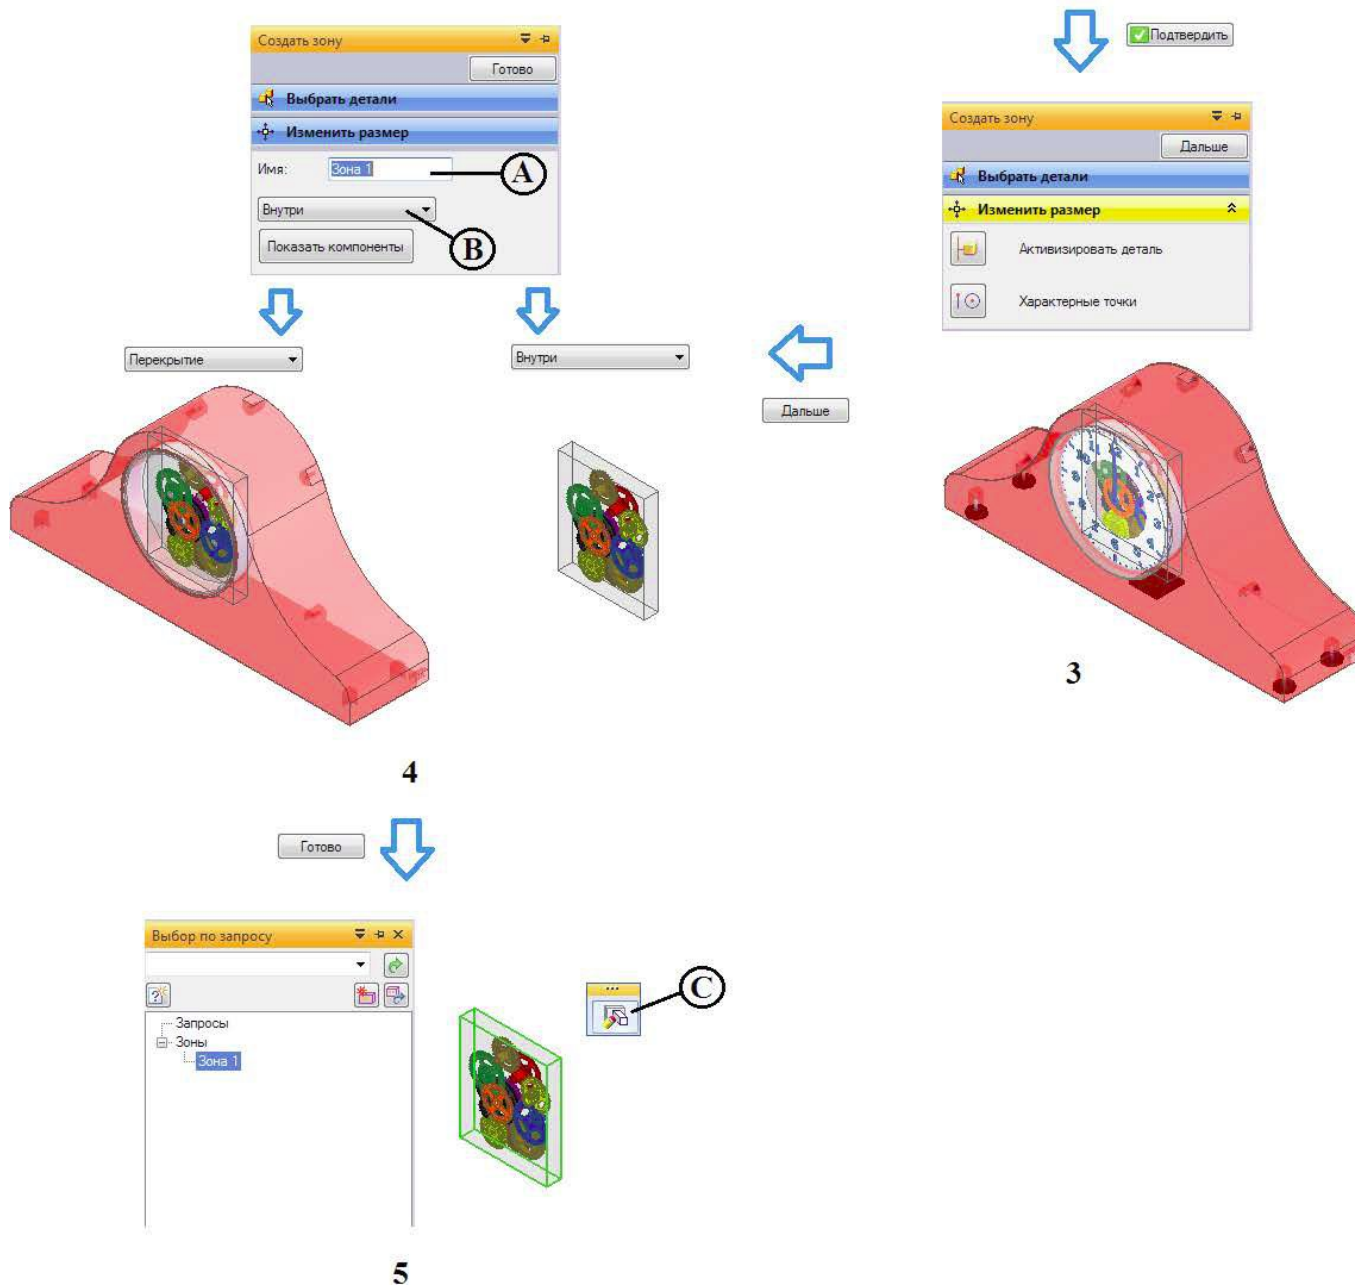 Создать зону
Готово
Выбрать детали
Изменить размер
Имя: Зона 1
A
Внутри
B
Показать компоненты
Перекрытие
Внутри
Дальше
4
Подтвердить
Создать зону
Дальше
Выбрать детали
Изменить размер
Активизировать деталь
Характерные точки
3
Готово
Выбор по запросу
Запросы
Зоны
Зона 1
C
5